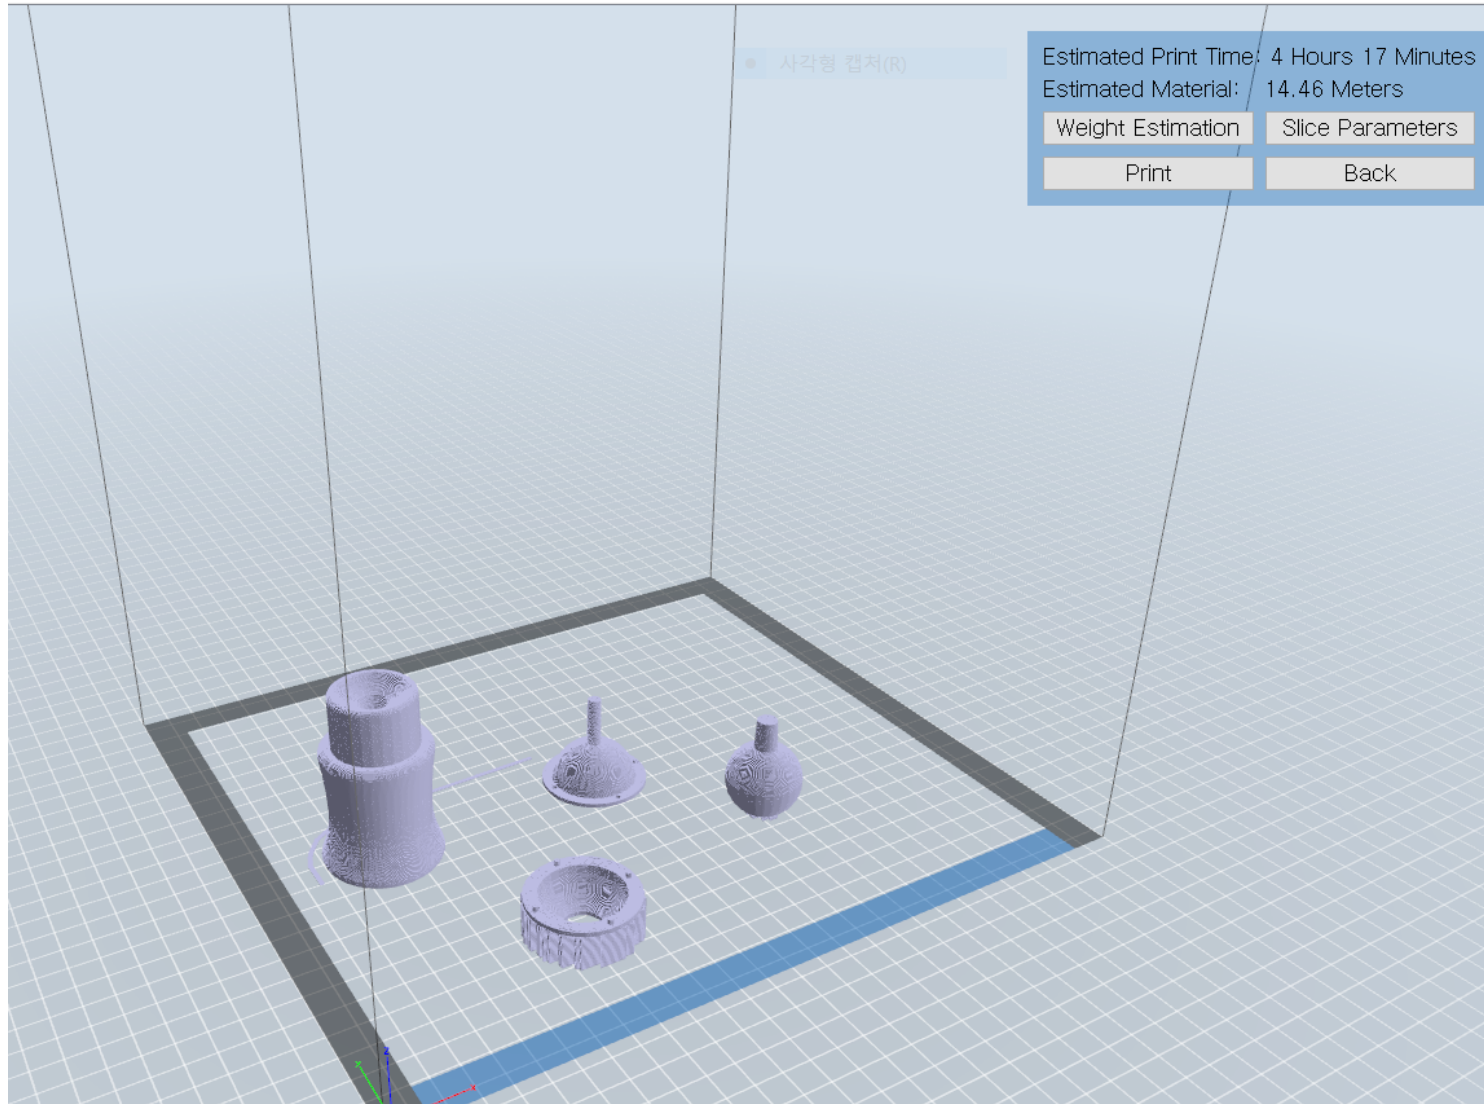 사각형 캡처(R)
Estimated Print Time: 4 Hours 17 Minutes
Estimated Material: 14.46 Meters
Weight Estimation Slice Parameters
Print Back